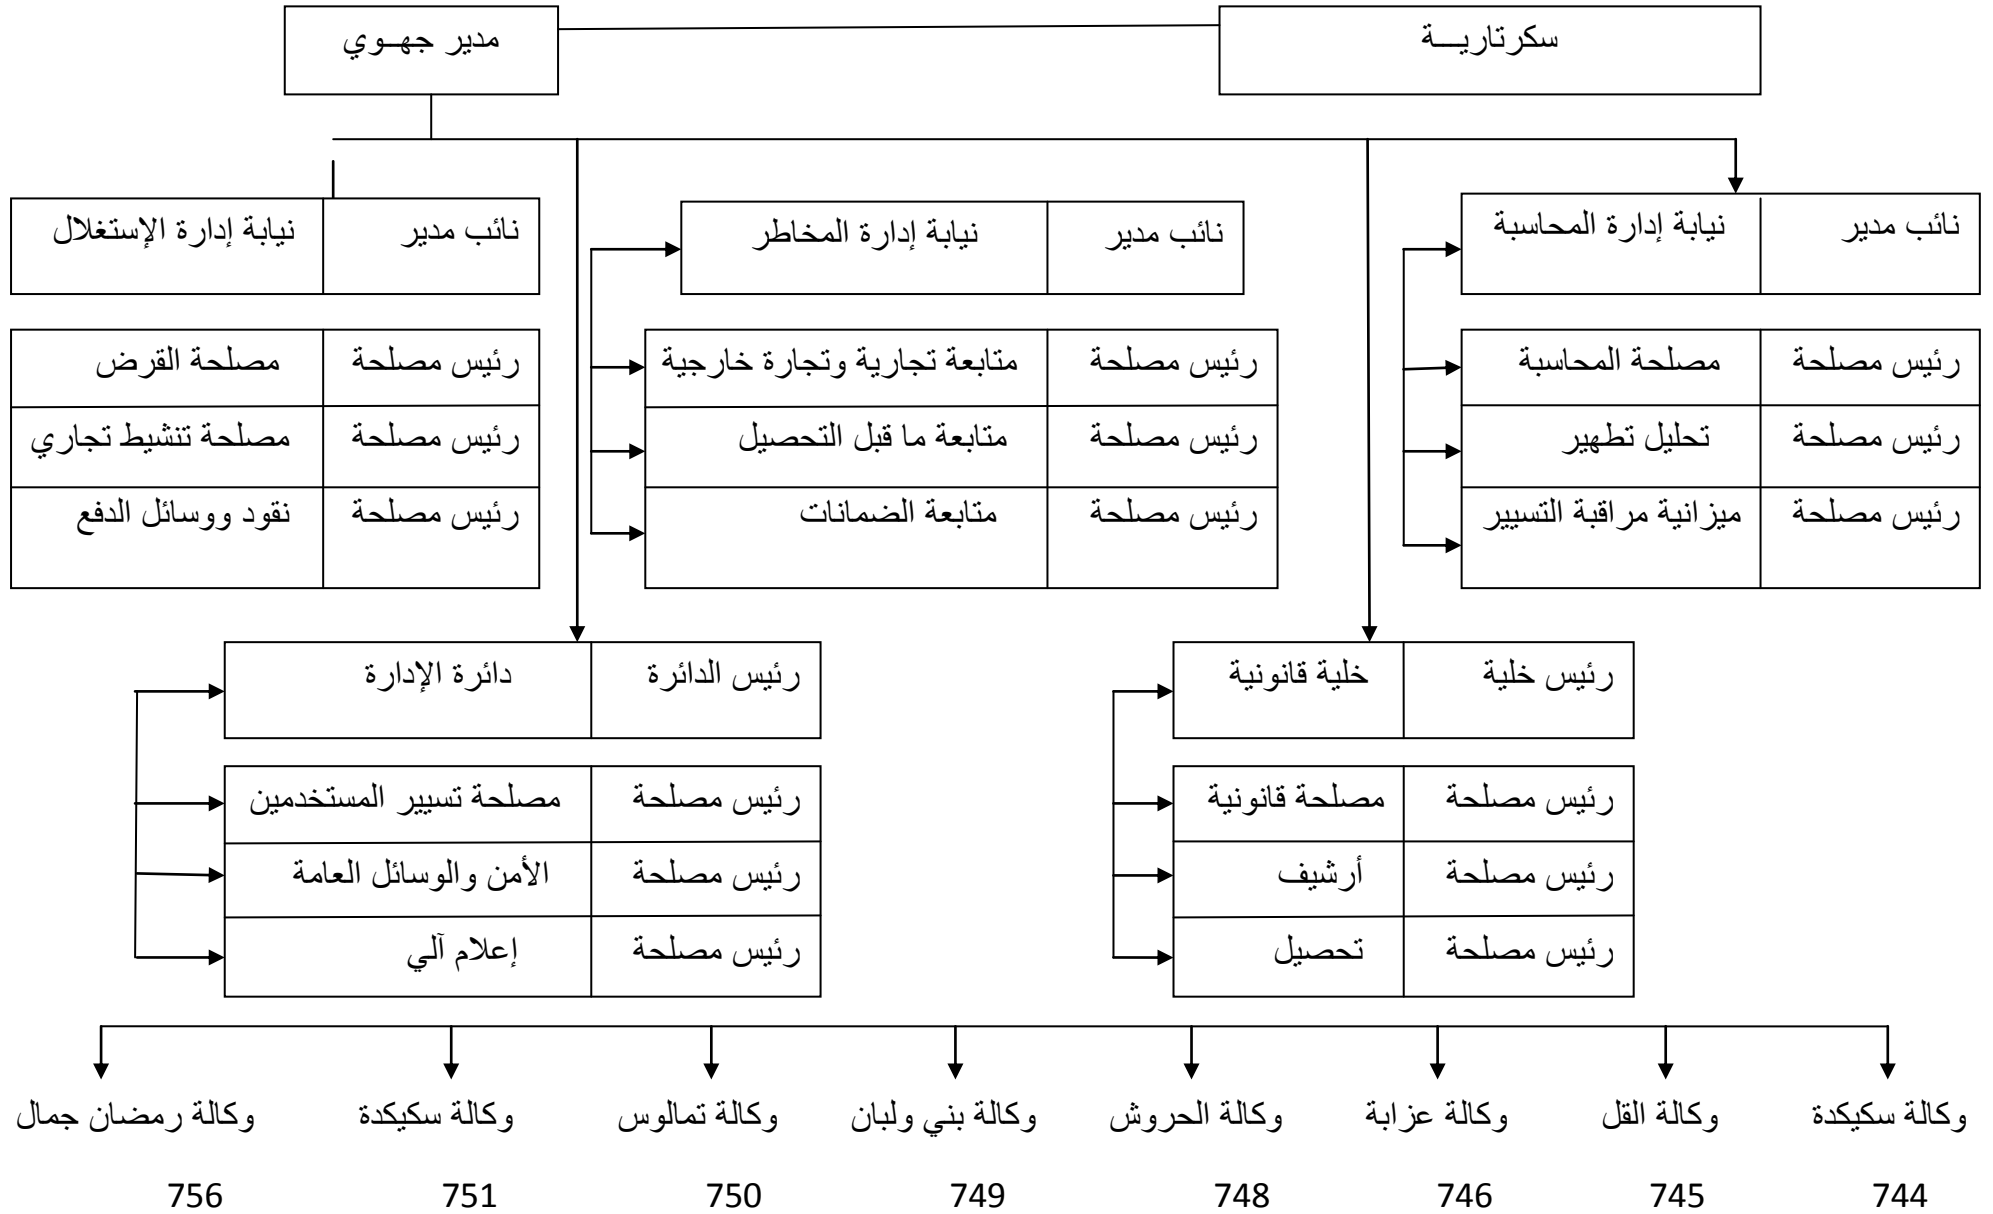 سكرتاريـــة
مدير جهــوي
نائب مدير
نيابة إدارة المحاسبة
نائب مدير
نيابة إدارة المخاطر
نائب مدير
نيابة إدارة الإستغلال
رئيس مصلحة
مصلحة المحاسبة
رئيس مصلحة
تحليل تطهير
رئيس مصلحة
ميزانية مراقبة التسيير
رئيس مصلحة
متابعة تجارية وتجارة خارجية
رئيس مصلحة
متابعة ما قبل التحصيل
رئيس مصلحة
متابعة الضمانات
رئيس مصلحة
مصلحة القرض
رئيس مصلحة
مصلحة تنشيط تجاري
رئيس مصلحة
نقود ووسائل الدفع
رئيس خلية
خلية قانونية
رئيس مصلحة
مصلحة قانونية
رئيس مصلحة
أرشيف
رئيس مصلحة
تحصيل
رئيس الدائرة
دائرة الإدارة
رئيس مصلحة
مصلحة تسيير المستخدمين
رئيس مصلحة
الأمن والوسائل العامة
رئيس مصلحة
إعلام آلي
وكالة سكيكدة
744
وكالة القل
745
وكالة عزابة
746
وكالة الحروش
748
وكالة بني ولبان
749
وكالة تمالوس
750
وكالة سكيكدة
751
وكالة رمضان جمال
756